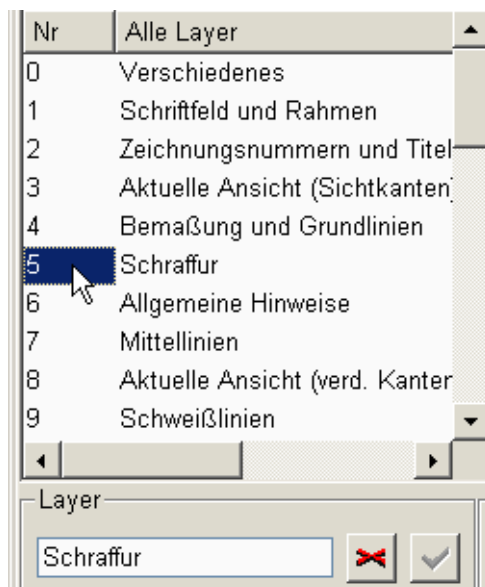 Nr Alle Layer
0 Verschiedenes
1 Schriftfeld und Rahmen
2 Zeichnungsnummern und Titel
3 Aktuelle Ansicht (Sichtkanten)
4 Bemaßung und Grundlinien
5 Schraffur
6 Allgemeine Hinweise
7 Mittellinien
8 Aktuelle Ansicht (verd. Kanten
9 Schweißlinien
Layer
Schraffur